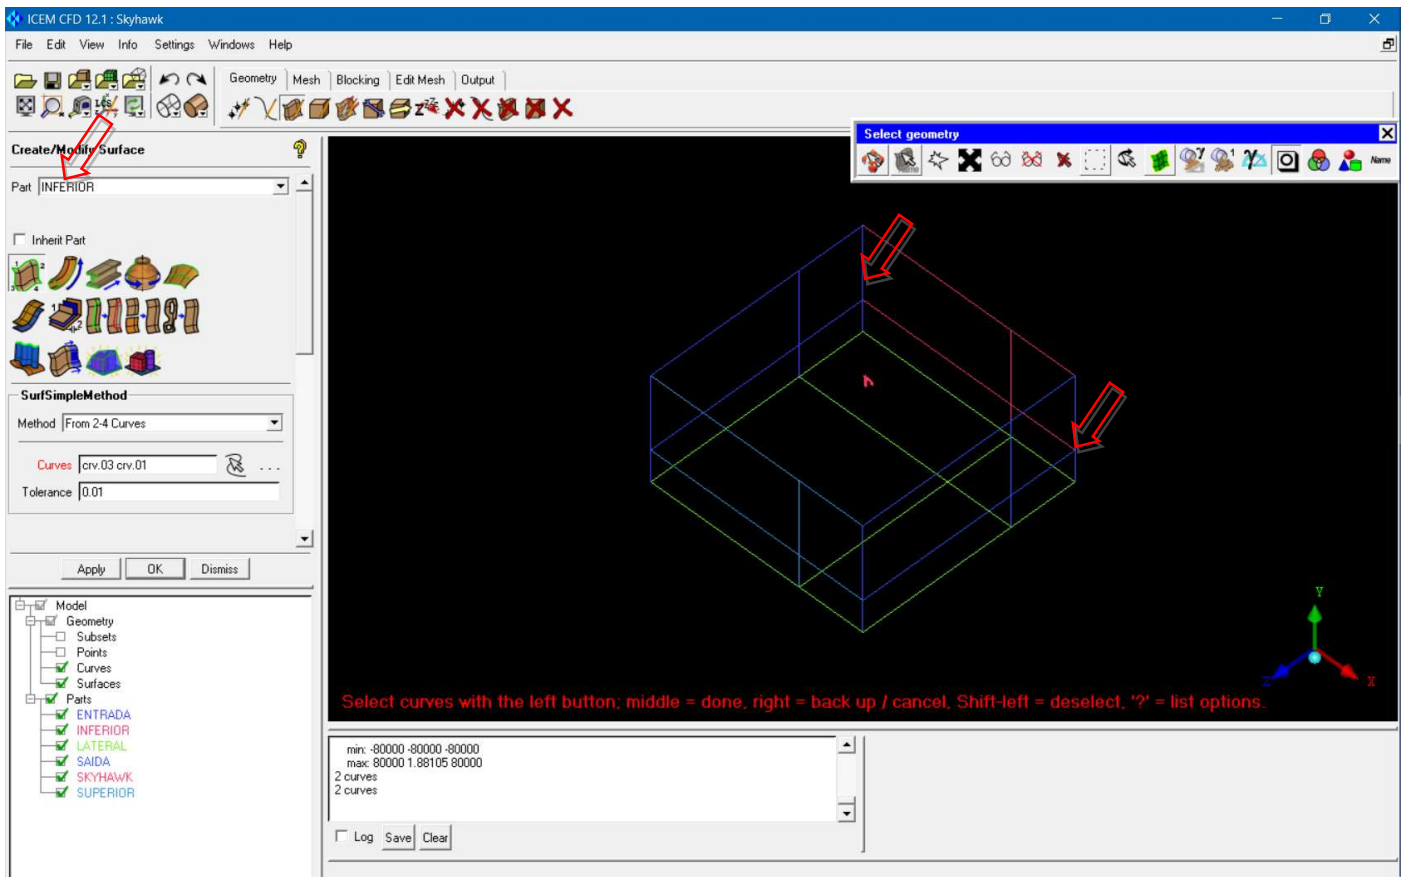 ICEM CFD 12.1 : Skyhawk
File Edit View Info Settings Windows Help
Geometry Mesh Blocking Edit Mesh Output
Select geometry
Name
Create/Modify Surface
Part INFERIOR
Inherit Part
SurfSimpleMethod
Method From 2-4 Curves
Curves crv.03 crv.01 ...
Tolerance 0.01
Apply OK Dismiss
Model
Geometry
Subsets
Points
Curves
Surfaces
Parts
ENTRADA
INFERIOR
LATERAL
SAIDA
SKYHAWK
SUPERIOR
Y
Z X
Select curves with the left button; middle = done, right = back up / cancel, Shift-left = deselect, '?' = list options.
min: -80000 -80000 -80000
max: 80000 1.88105 80000
2 curves
2 curves
Log Save Clear